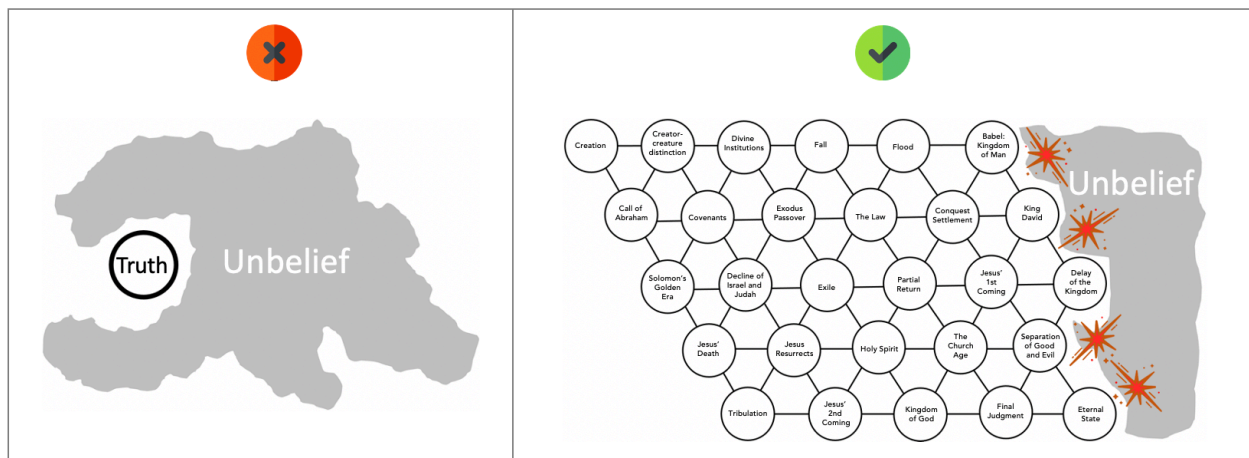 Truth
Unbelief
Creation
Creator-
creature
distinction
Divine
Institutions
Fall
Flood
Babel:
Kingdom
of Man
Unbelief
Call of
Abraham
Covenants
Exodus
Passover
The Law
Conquest
Settlement
King
David
Solomon's
Golden
Era
Decline of
Israel and
Judah
Exile
Partial
Return
Jesus'
1st
Coming
Delay
of the
Kingdom
Jesus'
Death
Jesus
Resurrects
Holy Spirit
The
Church
Age
Separation
of Good
and Evil
Tribulation
Jesus'
2nd
Coming
Kingdom
of God
Final
Judgment
Eternal
State